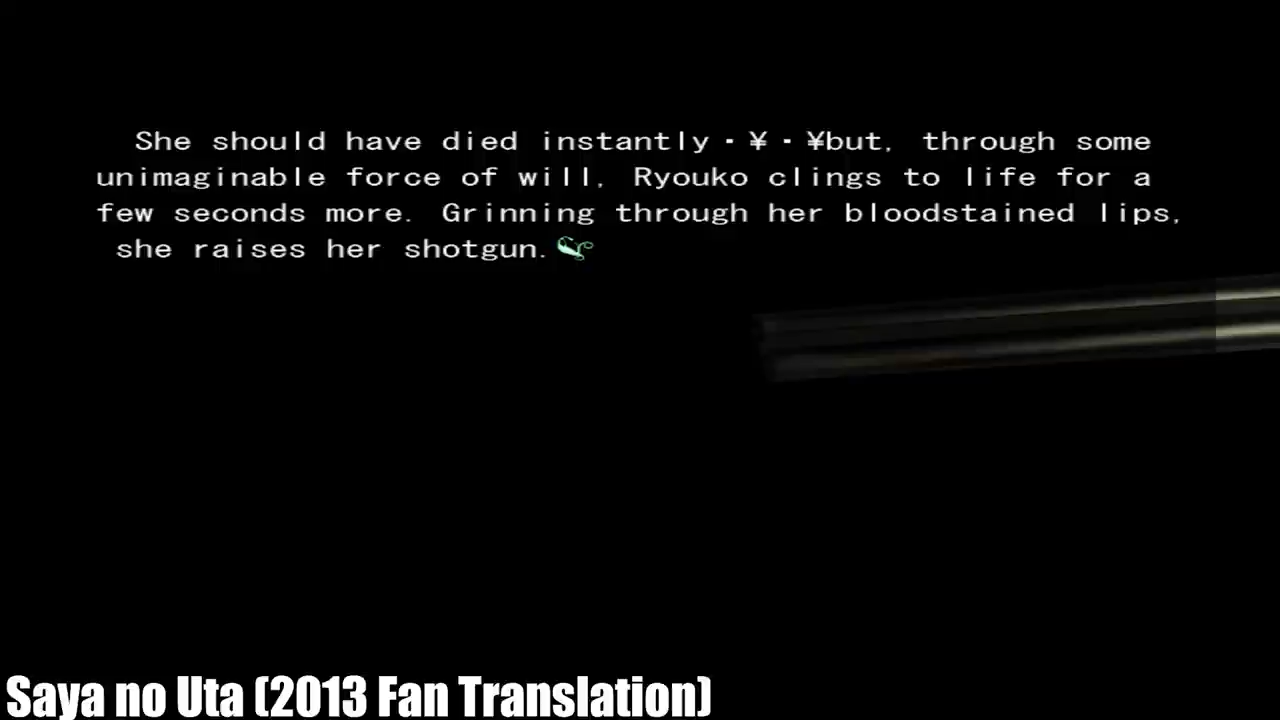 She should have died instantly・¥・¥but, through some
unimaginable force of will, Ryouko clings to life for a
few seconds more. Grinning through her bloodstained lips,
she raises her shotgun.
Saya no Uta (2013 Fan Translation)